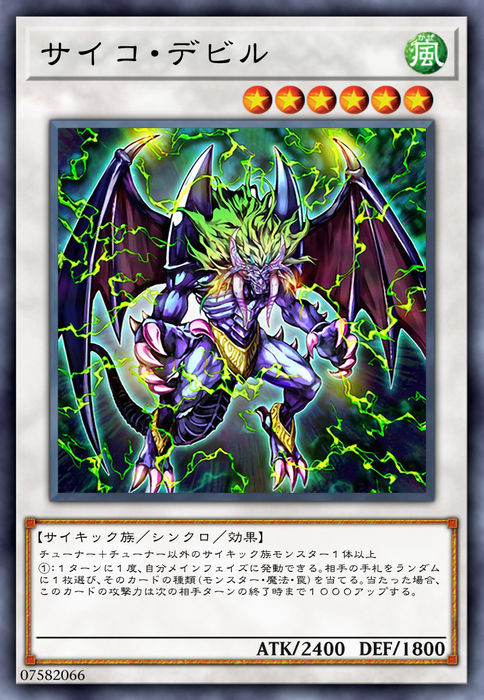 サイコ・デビル
かぜ
風
【サイキック族／シンクロ／効果】
チューナー＋チューナー以外のサイキック族モンスター１体以上
①：１ターンに１度、自分メインフェイズに発動できる。相手の手札をランダム
に１枚選び、そのカードの種類（モンスター・魔法・罠）を当てる。当たった場合、
このカードの攻撃力は次の相手ターンの終了時まで１０００アップする。
ATK/2400 DEF/1800
07582066